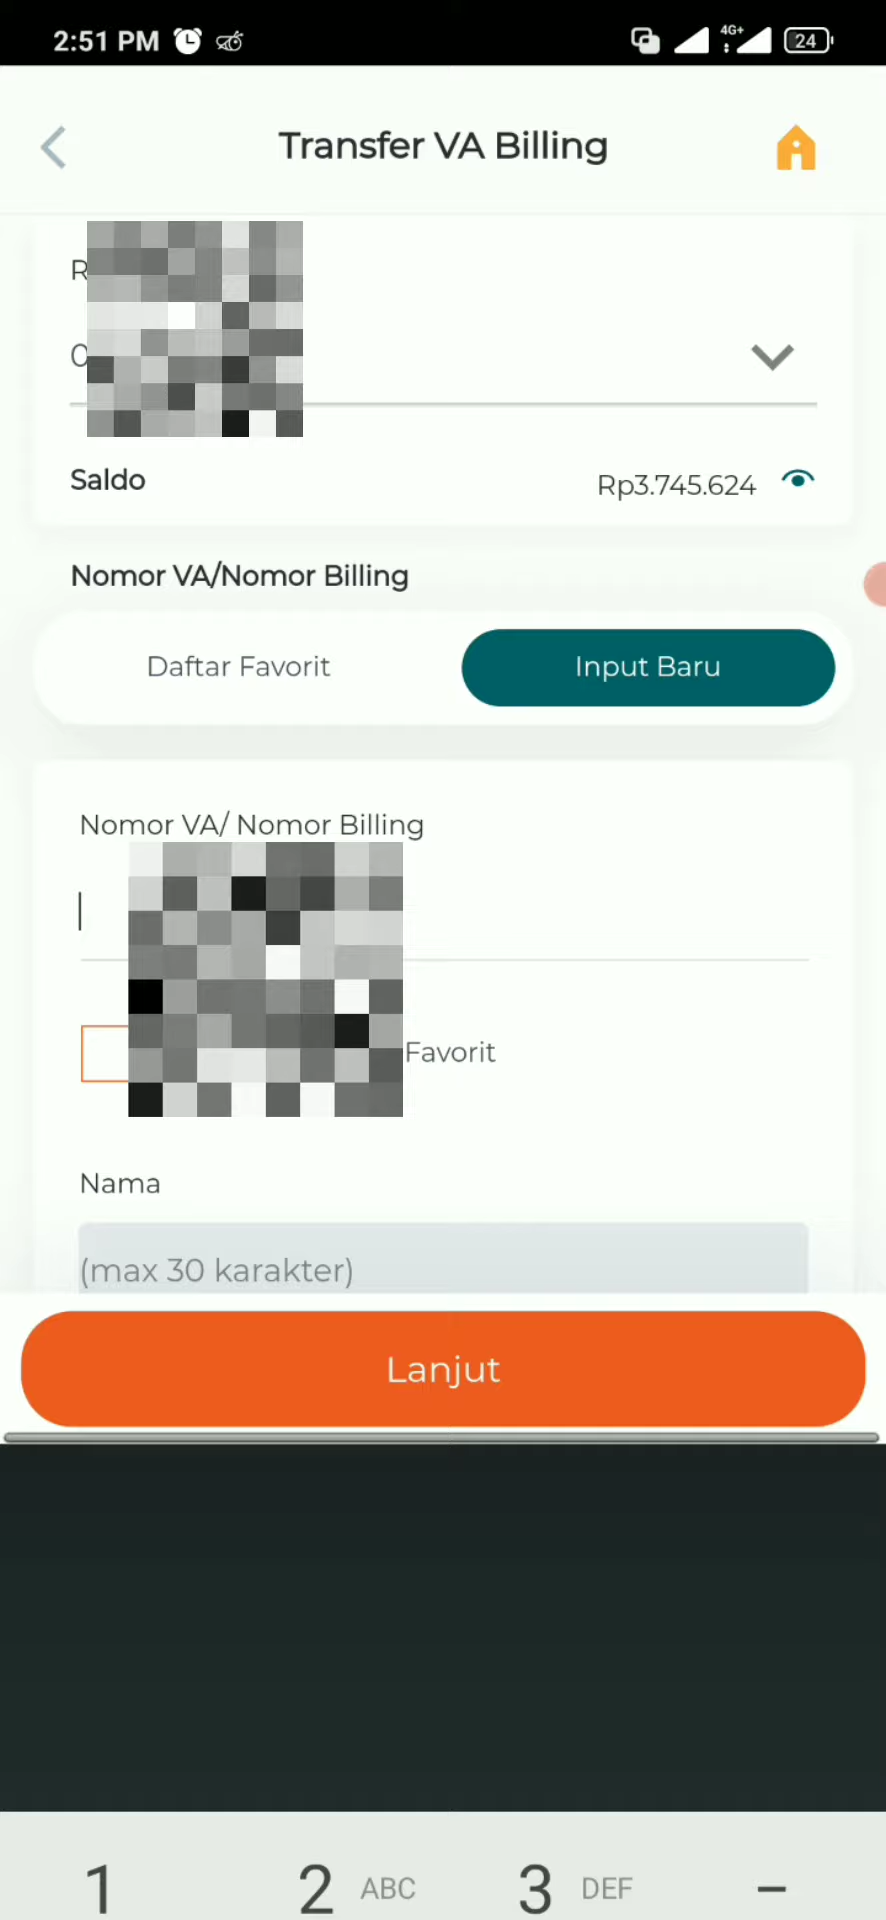 2:51 PM
4G+
24
Transfer VA Billing
Saldo
Rp3.745.624
Nomor VA/Nomor Billing
Daftar Favorit
Input Baru
Nomor VA/ Nomor Billing
Favorit
Nama
(max 30 karakter)
Lanjut
1 2 ABC 3 DEF –